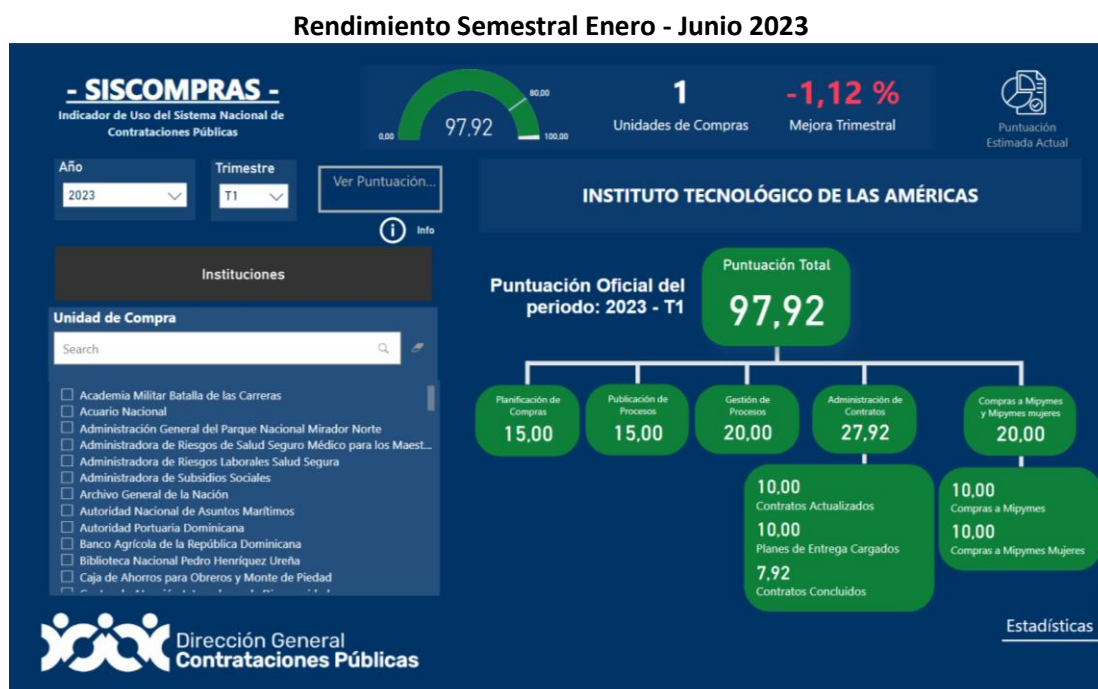 Rendimiento Semestral Enero - Junio 2023
- SISCOMPRAS -
Indicador de Uso del Sistema Nacional de
Contrataciones Públicas
0,00
97,92
80,00
100,00
1
Unidades de Compras
-1,12 %
Mejora Trimestral
Puntuación
Estimada Actual
Año
2023
Trimestre
T1
Ver Puntuación...
Info
INSTITUTO TECNOLÓGICO DE LAS AMÉRICAS
Instituciones
Unidad de Compra
Search
Academia Militar Batalla de las Carreras
Acuario Nacional
Administración General del Parque Nacional Mirador Norte
Administradora de Riesgos de Salud Seguro Médico para los Maest...
Administradora de Riesgos Laborales Salud Segura
Administradora de Subsidios Sociales
Archivo General de la Nación
Autoridad Nacional de Asuntos Marítimos
Autoridad Portuaria Dominicana
Banco Agrícola de la República Dominicana
Biblioteca Nacional Pedro Henríquez Ureña
Caja de Ahorros para Obreros y Monte de Piedad
Puntuación Oficial del
periodo: 2023 - T1
Puntuación Total
97,92
Planificación de
Compras
15,00
Publicación de
Procesos
15,00
Gestión de
Procesos
20,00
Administración de
Contratos
27,92
Compras a Mipymes
y Mipymes mujeres
20,00
10,00
Contratos Actualizados
10,00
Planes de Entrega Cargados
7,92
Contratos Concluidos
10,00
Compras a Mipymes
10,00
Compras a Mipymes Mujeres
Estadísticas
Dirección General
Contrataciones Públicas